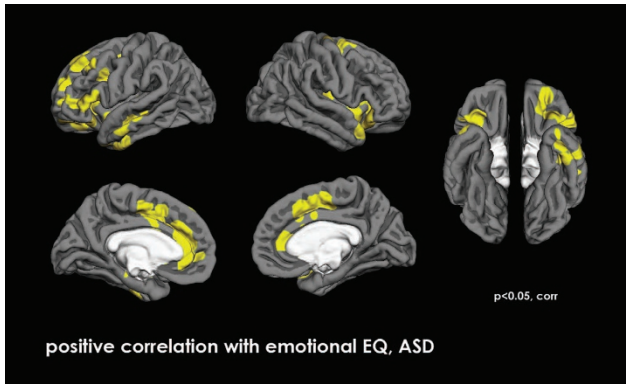 p<0.05, corr
positive correlation with emotional EQ, ASD